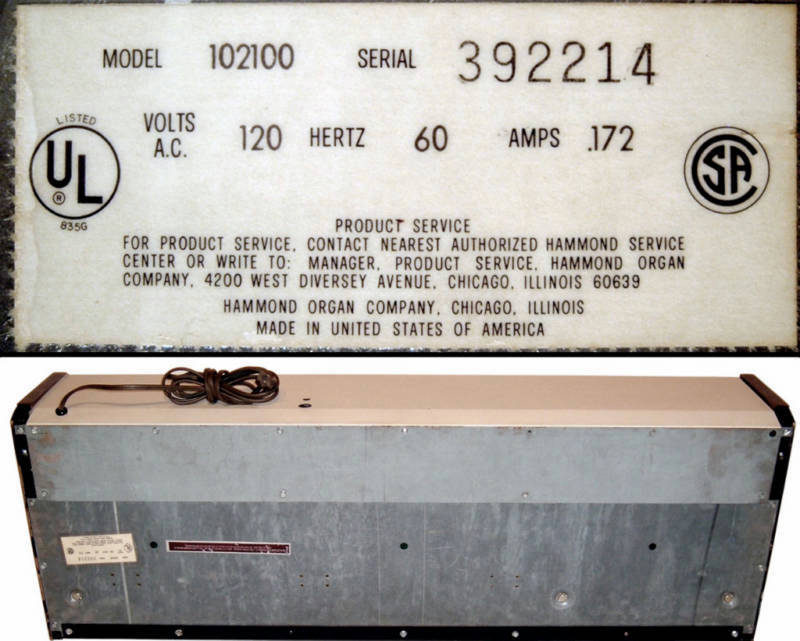 MODEL 102100 SERIAL 392214
LISTED
UL
®
835G
VOLTS A.C. 120 HERTZ 60 AMPS .172
CSA
PRODUCT SERVICE
FOR PRODUCT SERVICE, CONTACT NEAREST AUTHORIZED HAMMOND SERVICE
CENTER OR WRITE TO: MANAGER, PRODUCT SERVICE, HAMMOND ORGAN
COMPANY, 4200 WEST DIVERSEY AVENUE, CHICAGO, ILLINOIS 60639
HAMMOND ORGAN COMPANY, CHICAGO, ILLINOIS
MADE IN UNITED STATES OF AMERICA